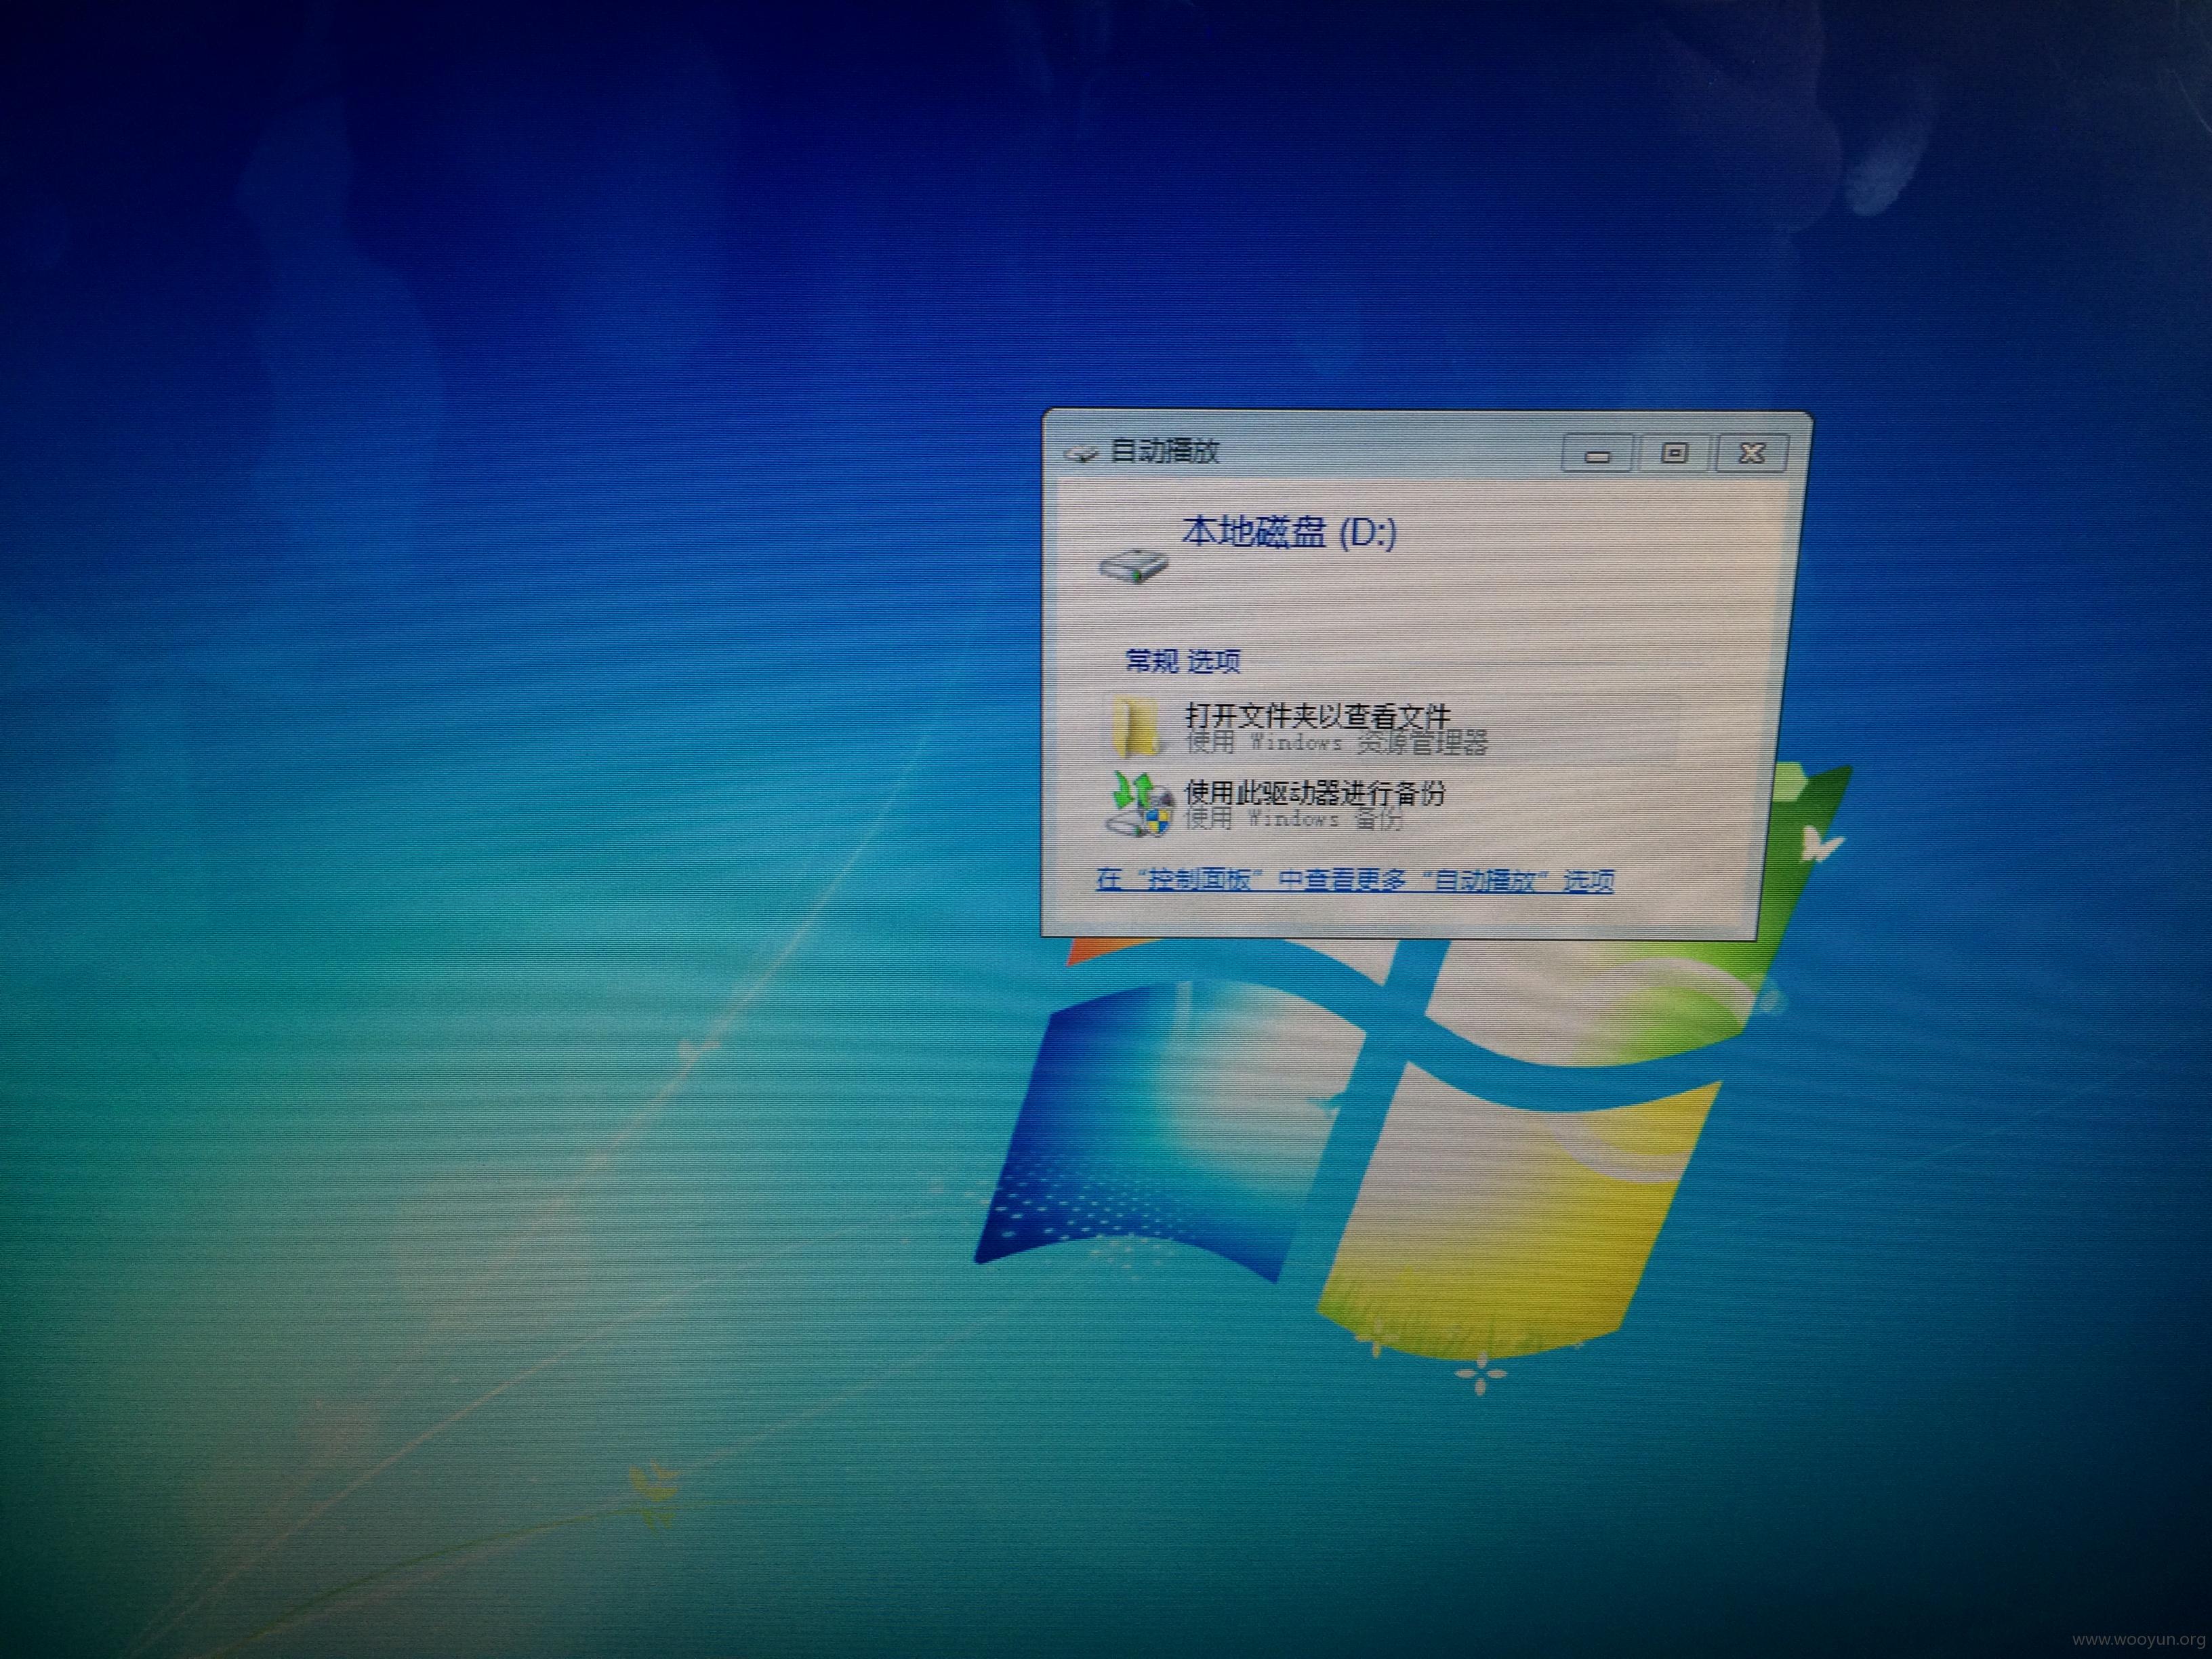 自动播放
本地磁盘 (D:)
常规 选项
打开文件夹以查看文件
使用 Windows 资源管理器
使用此驱动器进行备份
使用 Windows 备份
在“控制面板”中查看更多“自动播放”选项
www.wooyun.org